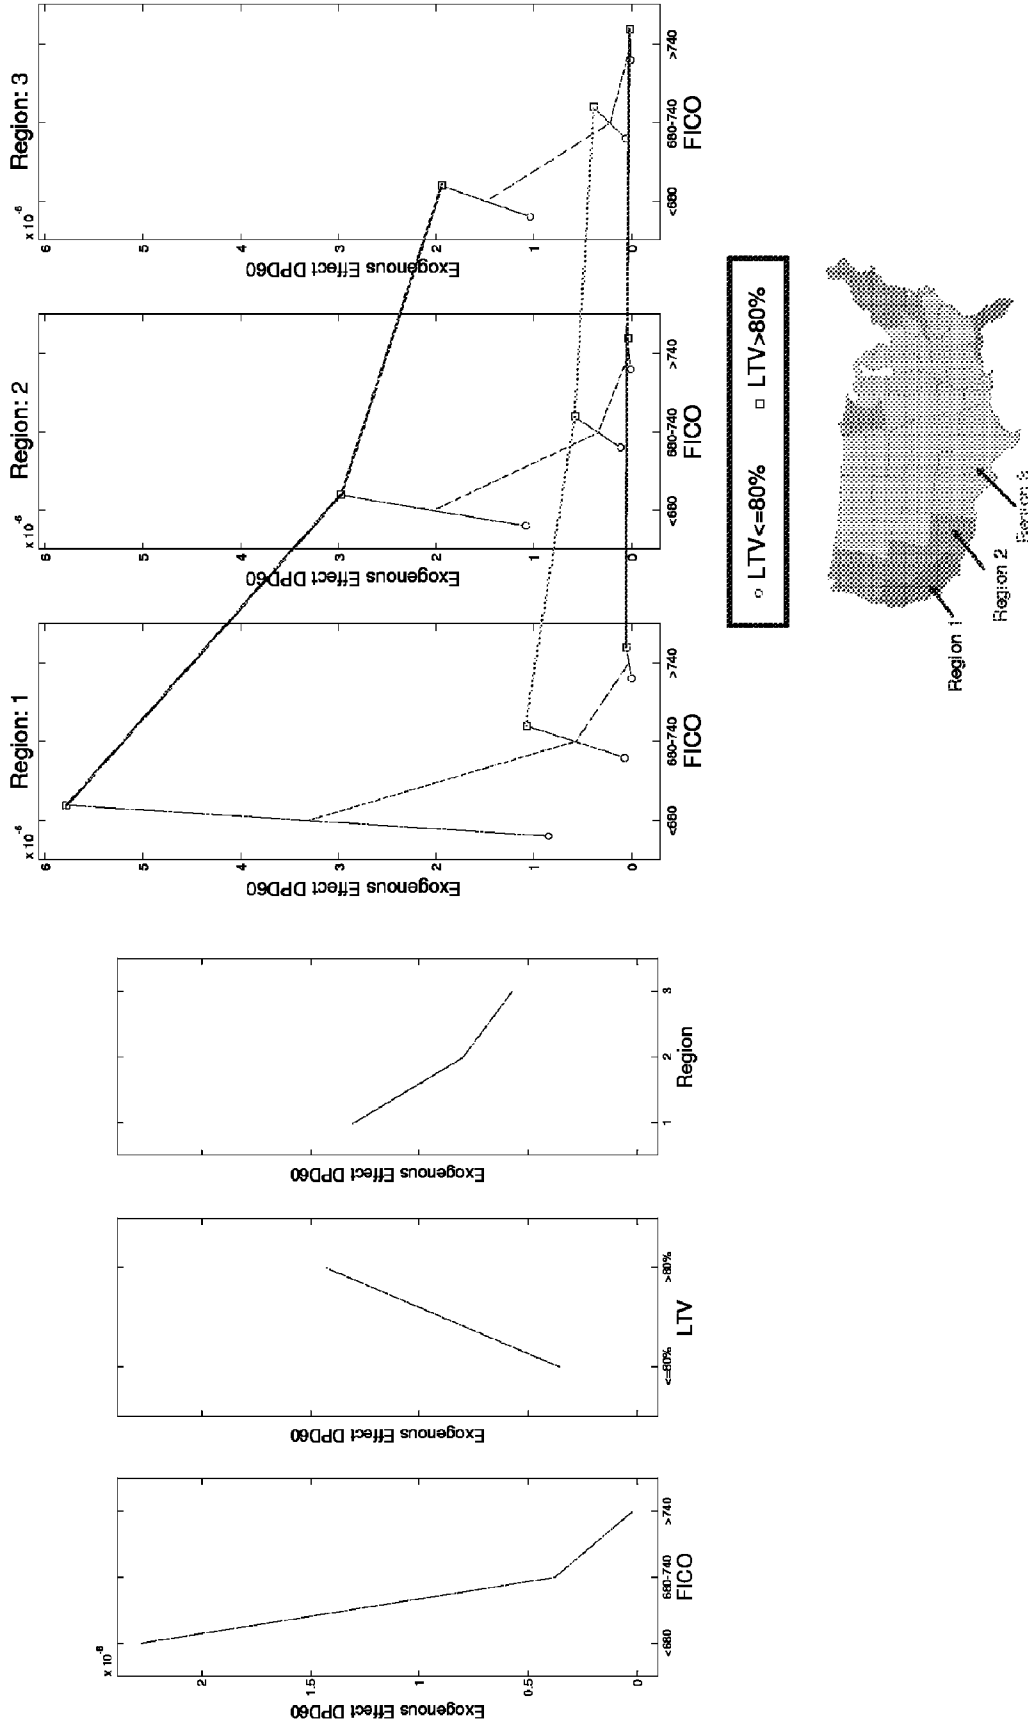 x 10⁻⁶
Exogenous Effect DPD60
2
1.5
1
0.5
0
<680
680-740
>740
FICO
Exogenous Effect DPD60
<=80%
>80%
LTV
Exogenous Effect DPD60
1
2
3
Region
Region: 1
x 10⁻⁶
Exogenous Effect DPD60
6
5
4
3
2
1
0
<680
680-740
>740
FICO
Region: 2
x 10⁻⁶
Exogenous Effect DPD60
6
5
4
3
2
1
0
<680
680-740
>740
FICO
Region: 3
x 10⁻⁶
Exogenous Effect DPD60
6
5
4
3
2
1
0
<680
680-740
>740
FICO
LTV<=80%
LTV>80%
Region 1
Region 2
Region 3